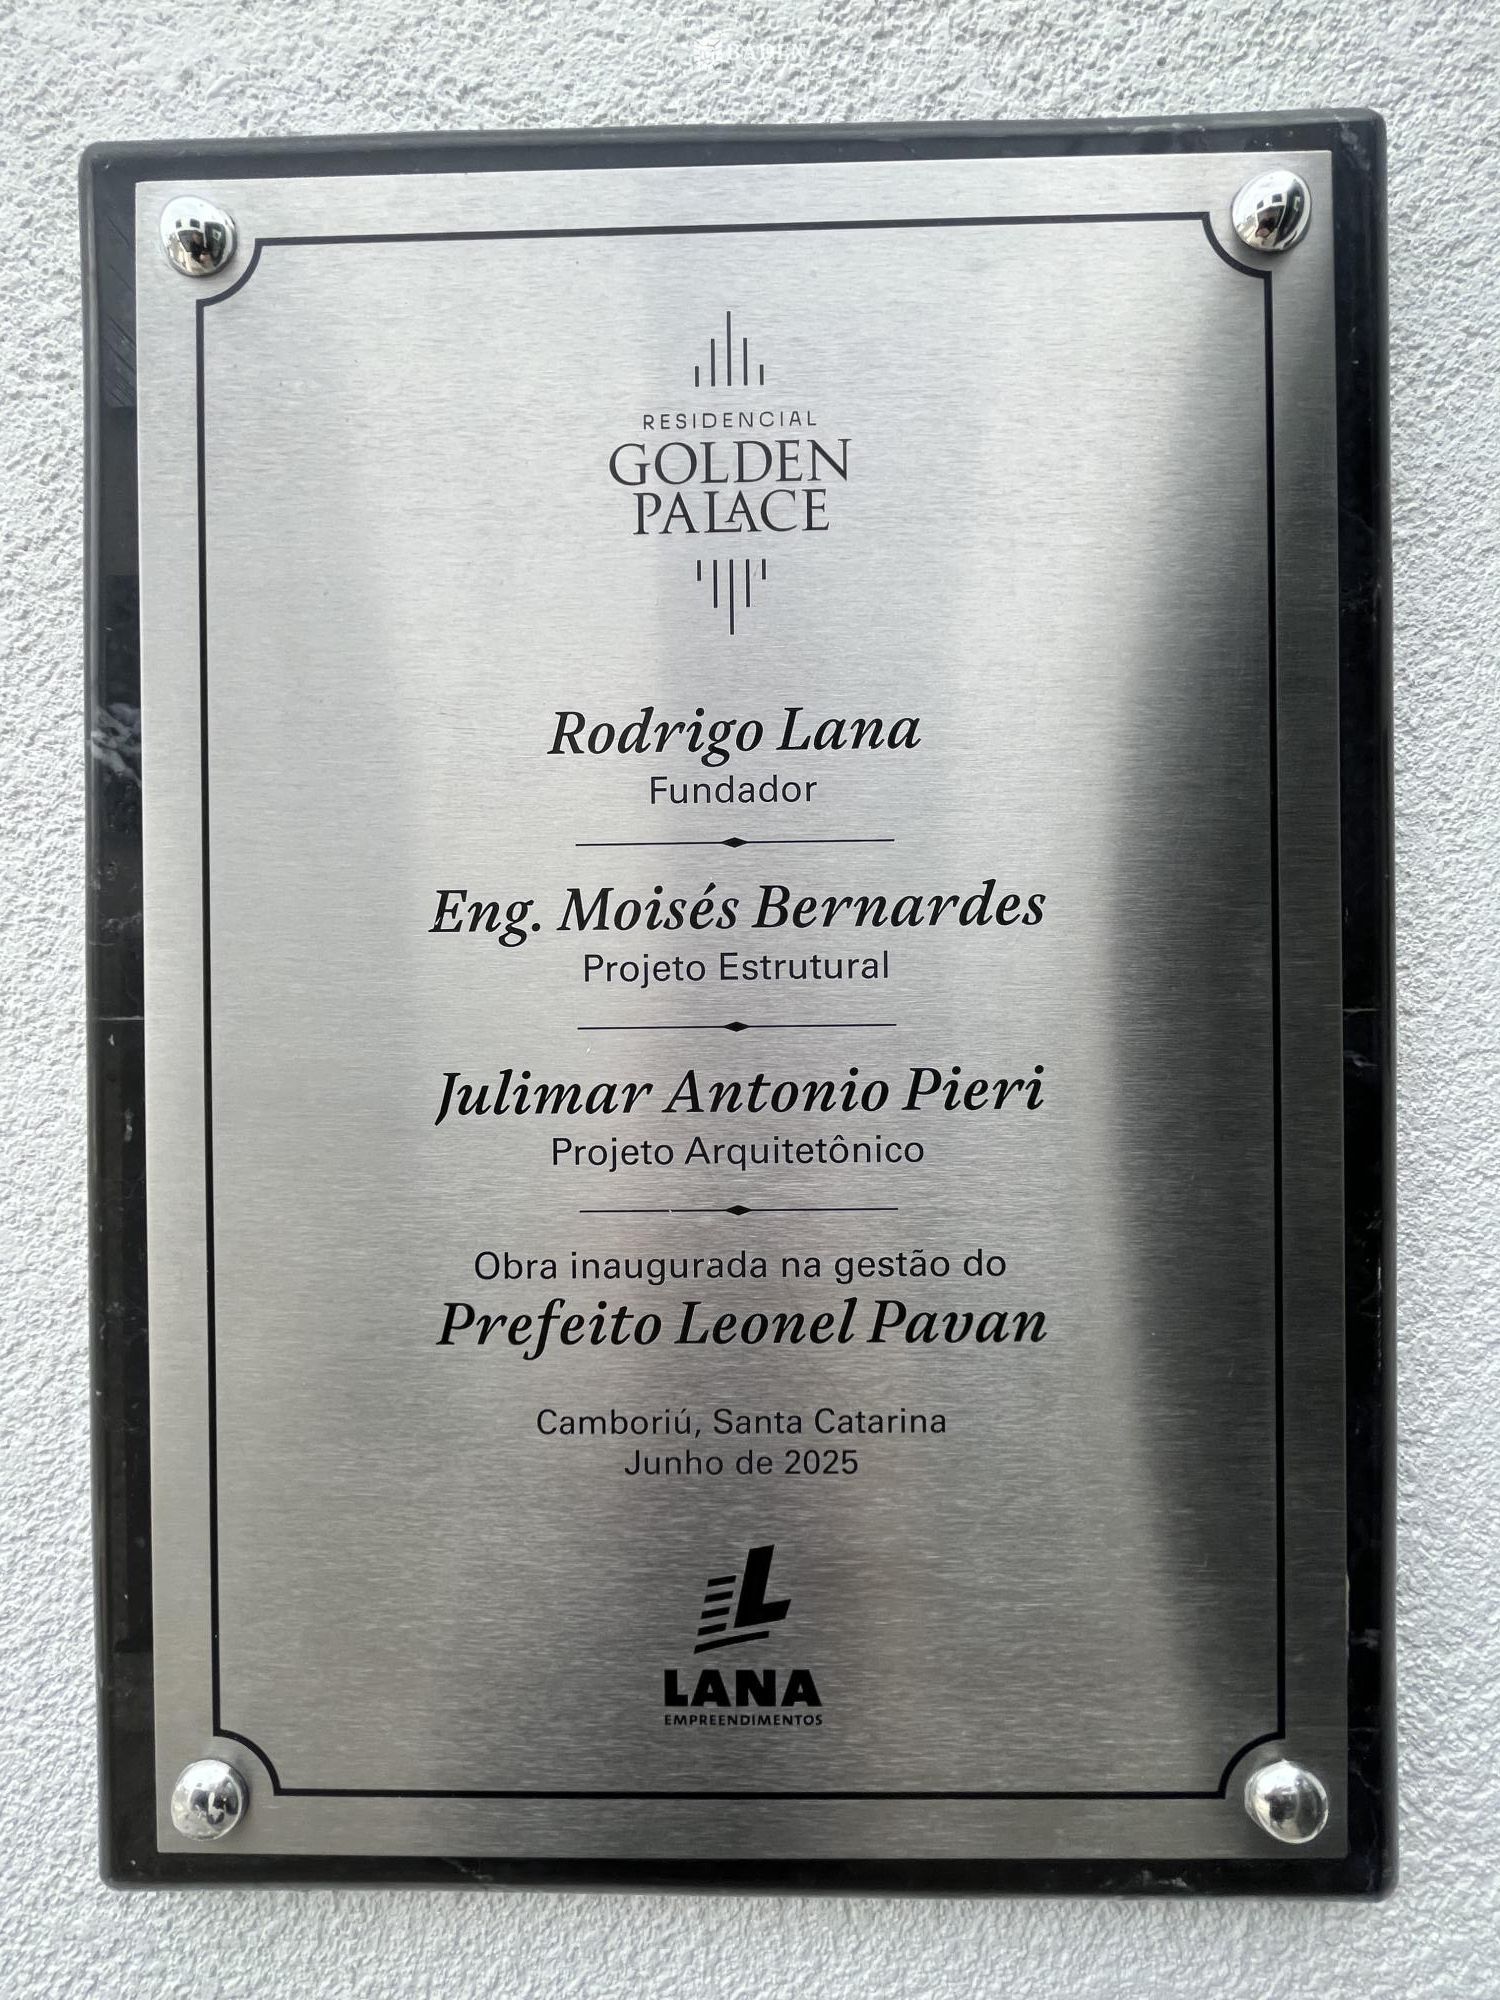 BADEN
RESIDENCIAL
GOLDEN
PALACE
Rodrigo Lana
Fundador
Eng. Moisés Bernardes
Projeto Estrutural
Julimar Antonio Pieri
Projeto Arquitetônico
Obra inaugurada na gestão do
Prefeito Leonel Pavan
Camboriú, Santa Catarina
Junho de 2025
L
LANA
EMPREENDIMENTOS